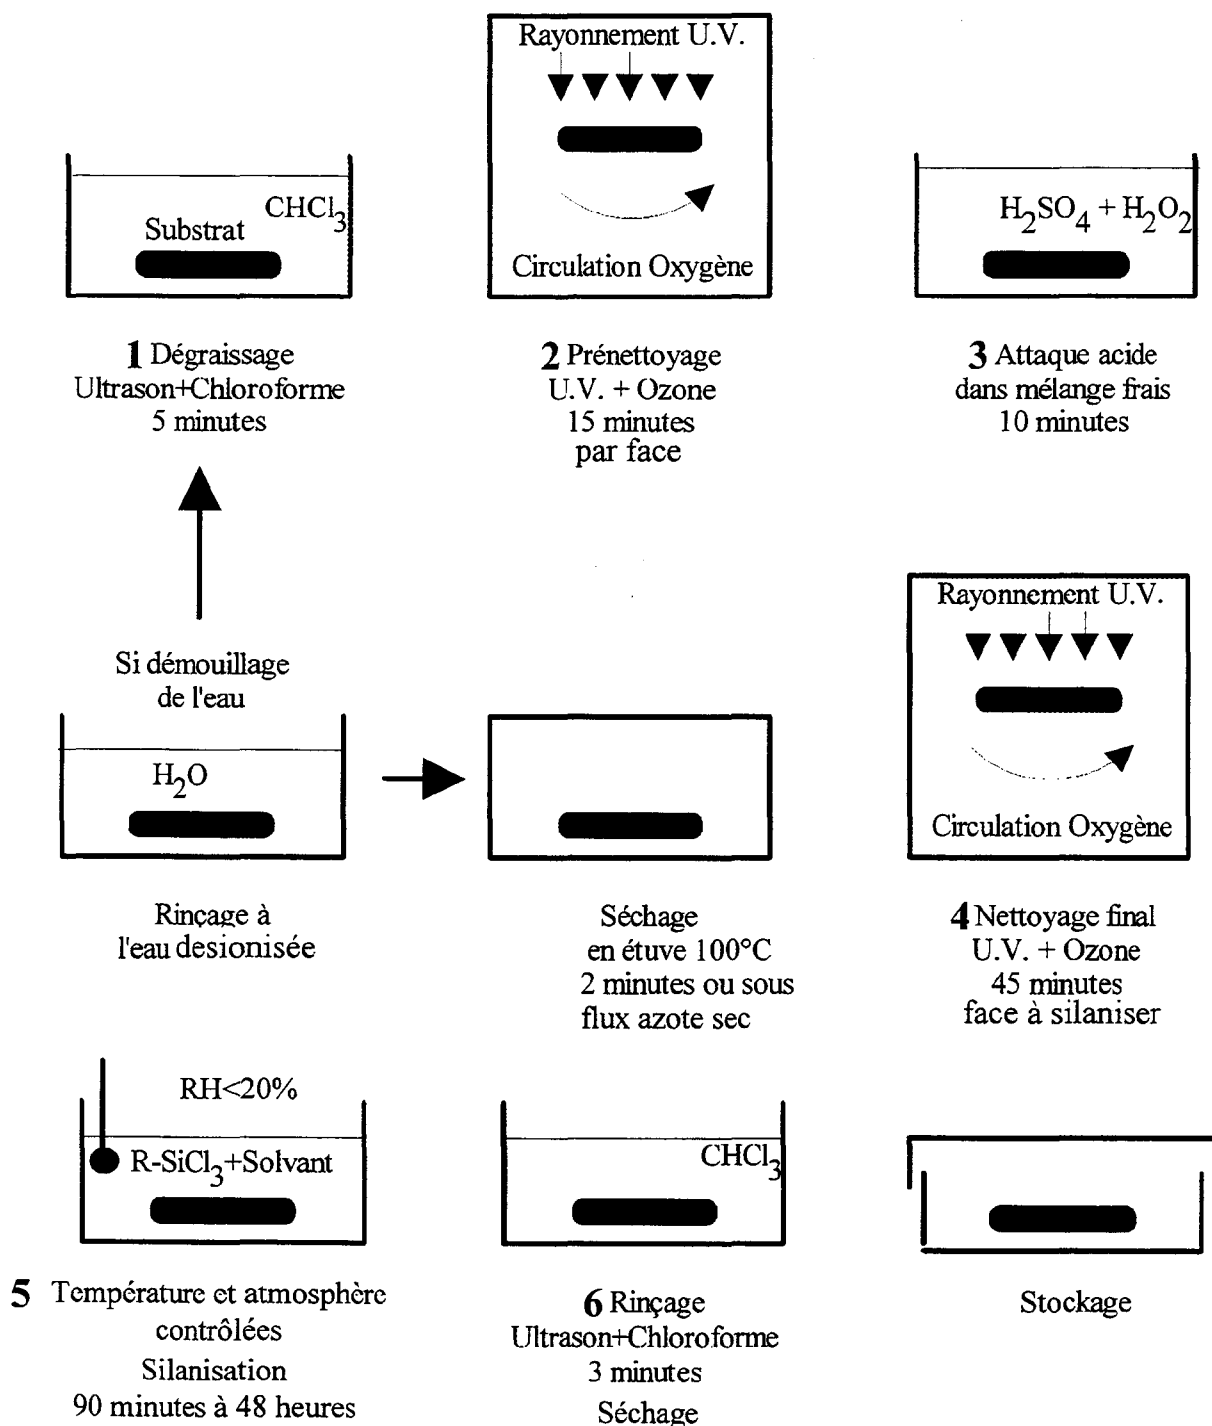 Substrat
CHCl3
1 Dégraissage
Ultrason+Chloroforme
5 minutes
Rayonnement U.V.
Circulation Oxygène
2 Prénettoyage
U.V. + Ozone
15 minutes
par face
H2SO4 + H2O2
3 Attaque acide
dans mélange frais
10 minutes
Si démouillage
de l'eau
H2O
Rinçage à
l'eau desionisée
Séchage
en étuve 100°C
2 minutes ou sous
flux azote sec
Rayonnement U.V.
Circulation Oxygène
4 Nettoyage final
U.V. + Ozone
45 minutes
face à silaniser
RH<20%
R-SiCl3+Solvant
5 Température et atmosphère
contrôlées
Silanisation
90 minutes à 48 heures
CHCl3
6 Rinçage
Ultrason+Chloroforme
3 minutes
Séchage
Stockage